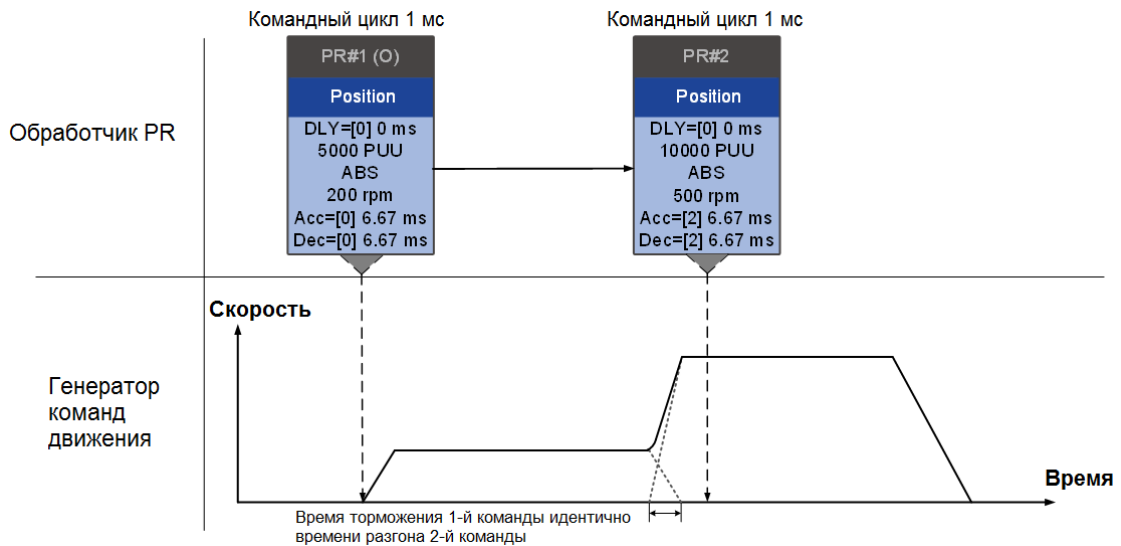 Командный цикл 1 мс
Командный цикл 1 мс
PR#1 (O)
Position
DLY=[0] 0 ms
5000 PUU
ABS
200 rpm
Acc=[0] 6.67 ms
Dec=[0] 6.67 ms
PR#2
Position
DLY=[0] 0 ms
10000 PUU
ABS
500 rpm
Acc=[2] 6.67 ms
Dec=[2] 6.67 ms
Обработчик PR
Скорость
Генератор
команд
движения
Время
Время торможения 1-й команды идентично
времени разгона 2-й команды